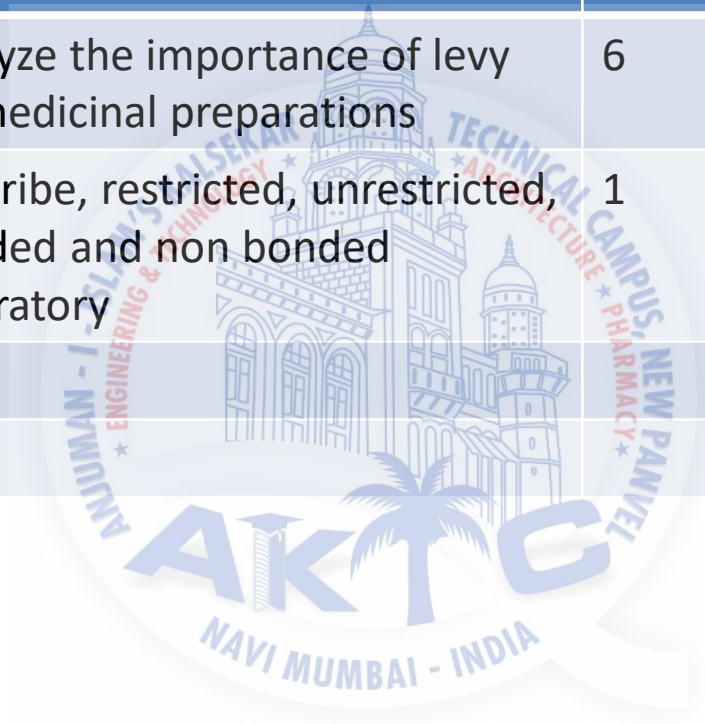 yze the importance of levy 6
nedicinal preparations
ribe, restricted, unrestricted, 1
ded and non bonded
ratory
ANJUMAN - I - ISLAM'S KALSEKAR TECHNICAL CAMPUS, NEW PANVEL
★ ENGINEERING & TECHNOLOGY ★ ★ ARCHITECTURE ★ PHARMACY ★
AKTC
NAVI MUMBAI - INDIA